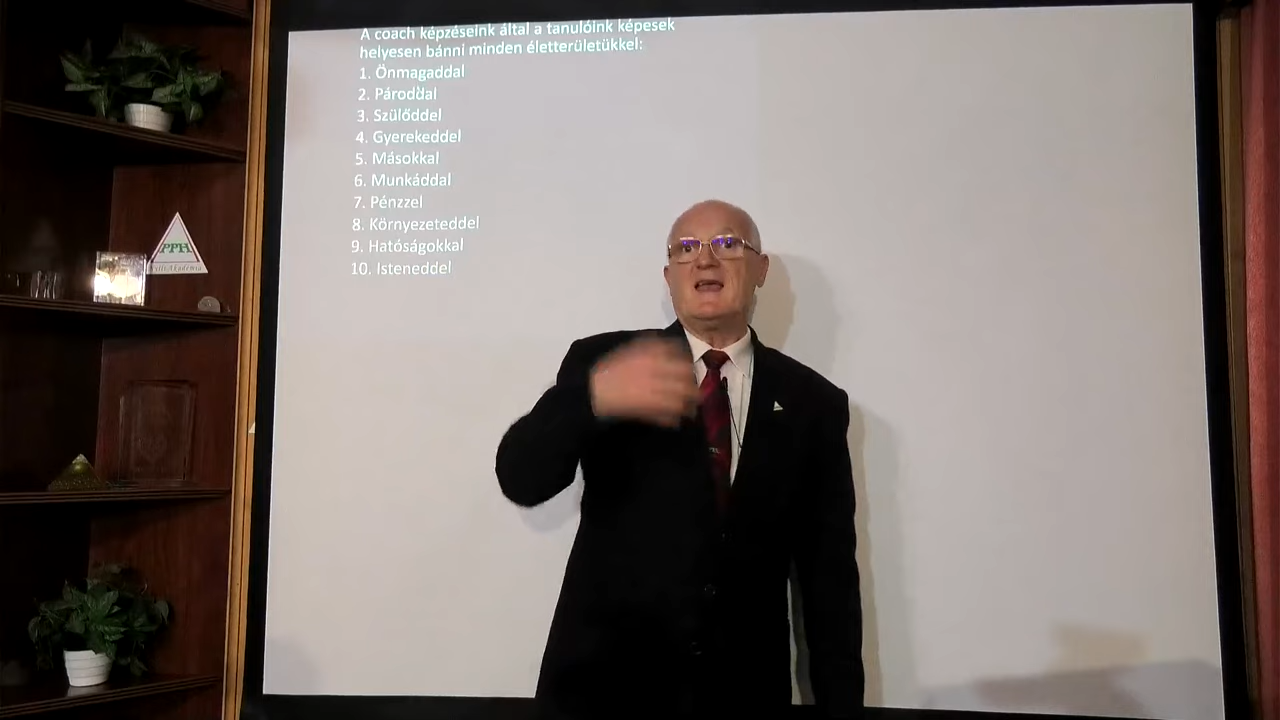 A coach képzéseink által a tanulóink képesek
helyesen bánni minden életterületükkel:
1. Önmagaddal
2. Pároddal
3. Szülőddel
4. Gyerekeddel
5. Másokkal
6. Munkáddal
7. Pénzzel
8. Környezeteddel
9. Hatóságokkal
10. Isteneddel
PFH